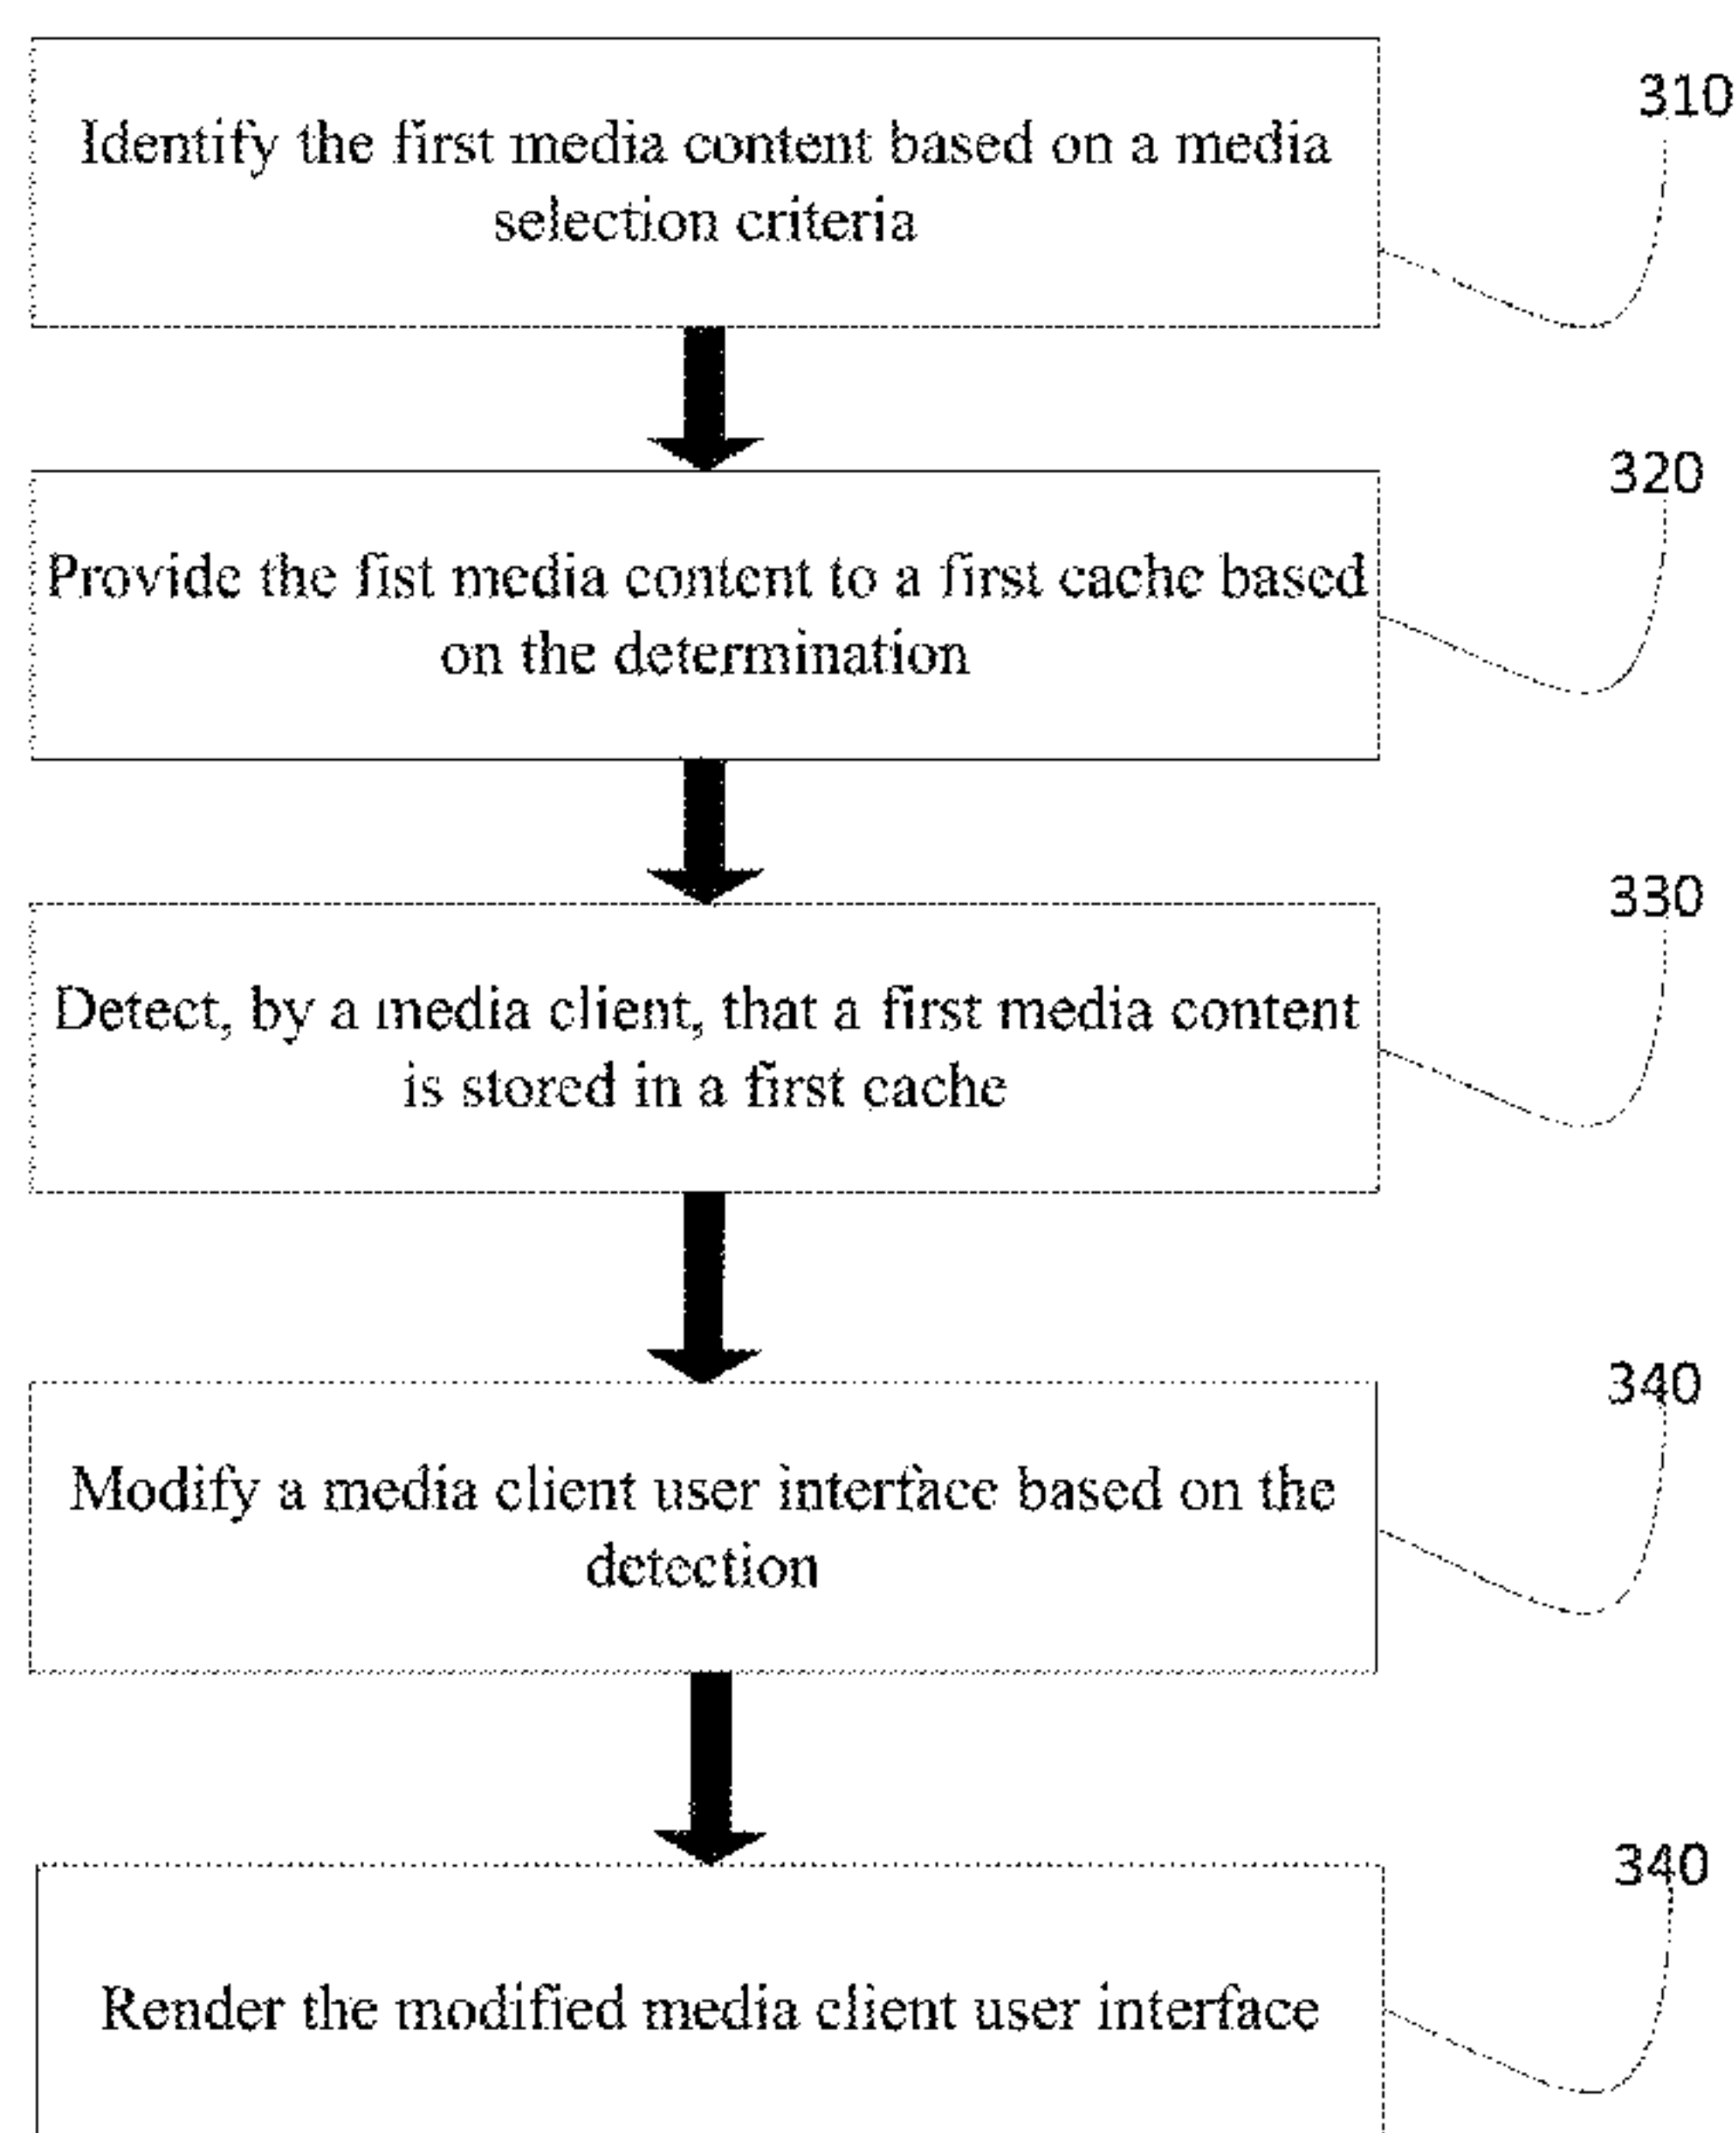 310
Identify the first media content based on a media
selection criteria
320
Provide the fist media content to a first cache based
on the determination
330
Detect, by a media client, that a first media content
is stored in a first cache
340
Modify a media client user interface based on the
detection
340
Render the modified media client user interface